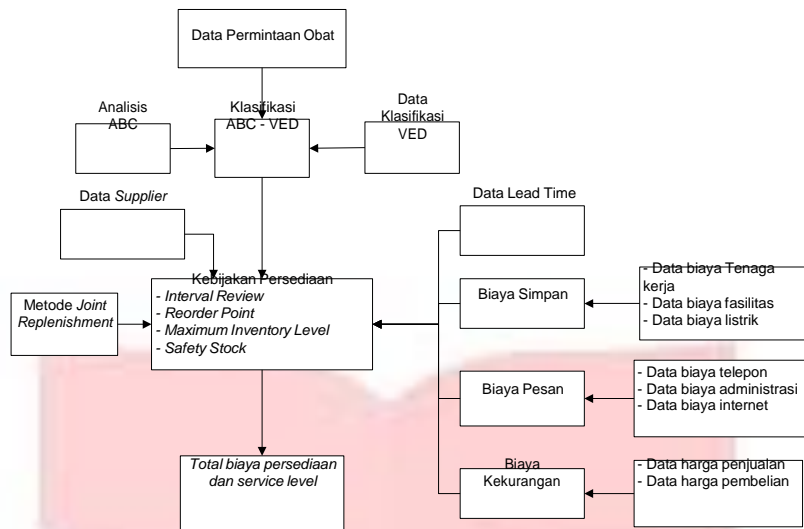 Data Permintaan Obat
Analisis
ABC
Klasifikasi
ABC - VED
Data
Klasifikasi
VED
Data Supplier
Data Lead Time
Kebijakan Persediaan
- Interval Review
- Reorder Point
- Maximum Inventory Level
- Safety Stock
Metode Joint
Replenishment
Biaya Simpan
- Data biaya Tenaga
kerja
- Data biaya fasilitas
- Data biaya listrik
Biaya Pesan
- Data biaya telepon
- Data biaya administrasi
- Data biaya internet
Total biaya persediaan
dan service level
Biaya
Kekurangan
- Data harga penjualan
- Data harga pembelian